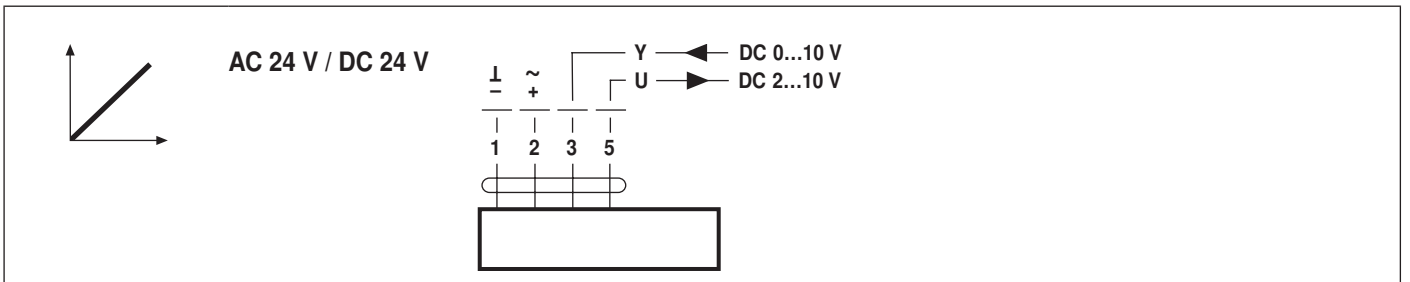 AC 24 V / DC 24 V
Y DC 0...10 V
U DC 2...10 V
⊥ ~
− +
1 2 3 5